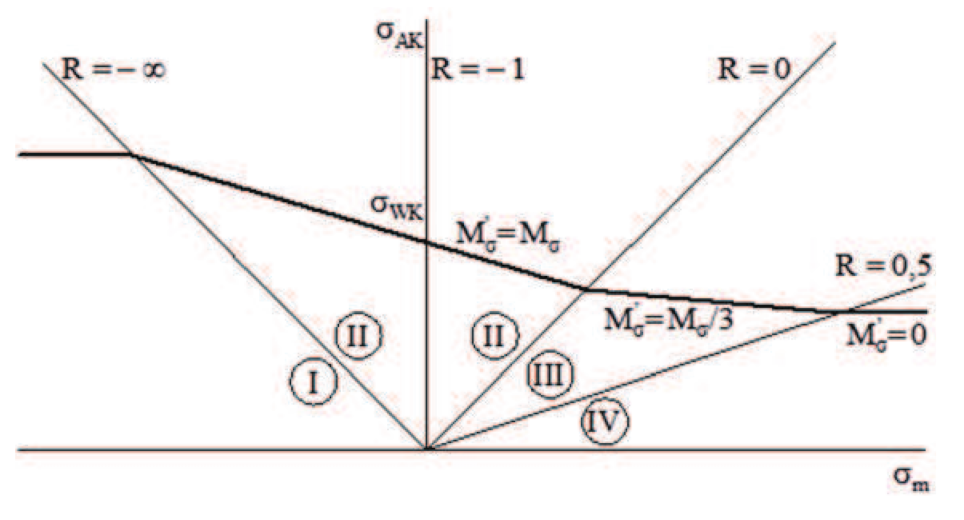 σAK
R = − ∞
R = − 1
R = 0
σWK
M'σ= Mσ
R = 0,5
M'σ= Mσ/3
M'σ= 0
II
II
I
III
IV
σm